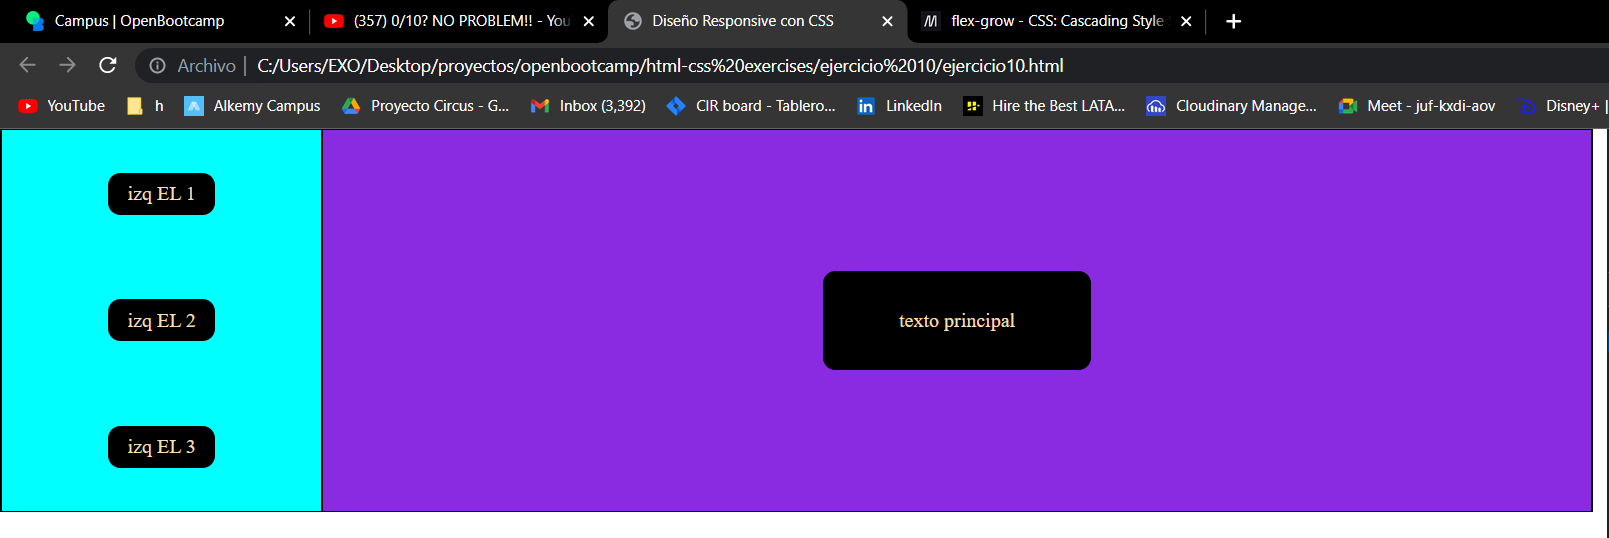 Campus | OpenBootcamp
(357) 0/10? NO PROBLEM!! - You
Diseño Responsive con CSS
flex-grow - CSS: Cascading Style
Archivo | C:/Users/EXO/Desktop/proyectos/openbootcamp/html-css%20exercises/ejercicio%2010/ejercicio10.html
YouTube h Alkemy Campus Proyecto Circus - G... Inbox (3,392) CIR board - Tablero... LinkedIn Hire the Best LATA... Cloudinary Manage... Meet - juf-kxdi-aov Disney+ |
izq EL 1
izq EL 2
texto principal
izq EL 3